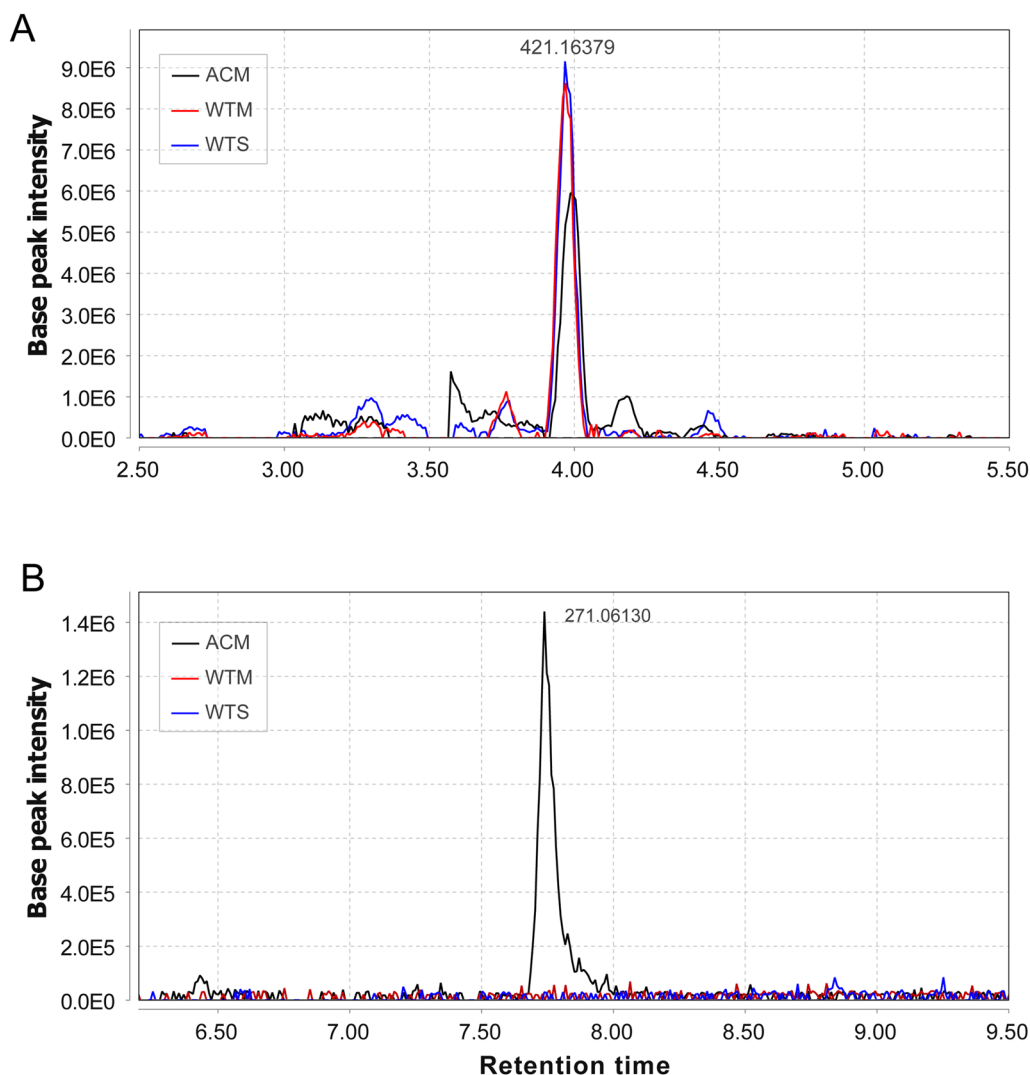 A
421.16379
ACM
WTM
WTS
Base peak intensity
9.0E6
8.0E6
7.0E6
6.0E6
5.0E6
4.0E6
3.0E6
2.0E6
1.0E6
0.0E0
2.50 3.00 3.50 4.00 4.50 5.00 5.50
B
271.06130
ACM
WTM
WTS
Base peak intensity
1.4E6
1.2E6
1.0E6
8.0E5
6.0E5
4.0E5
2.0E5
0.0E0
6.50 7.00 7.50 8.00 8.50 9.00 9.50
Retention time